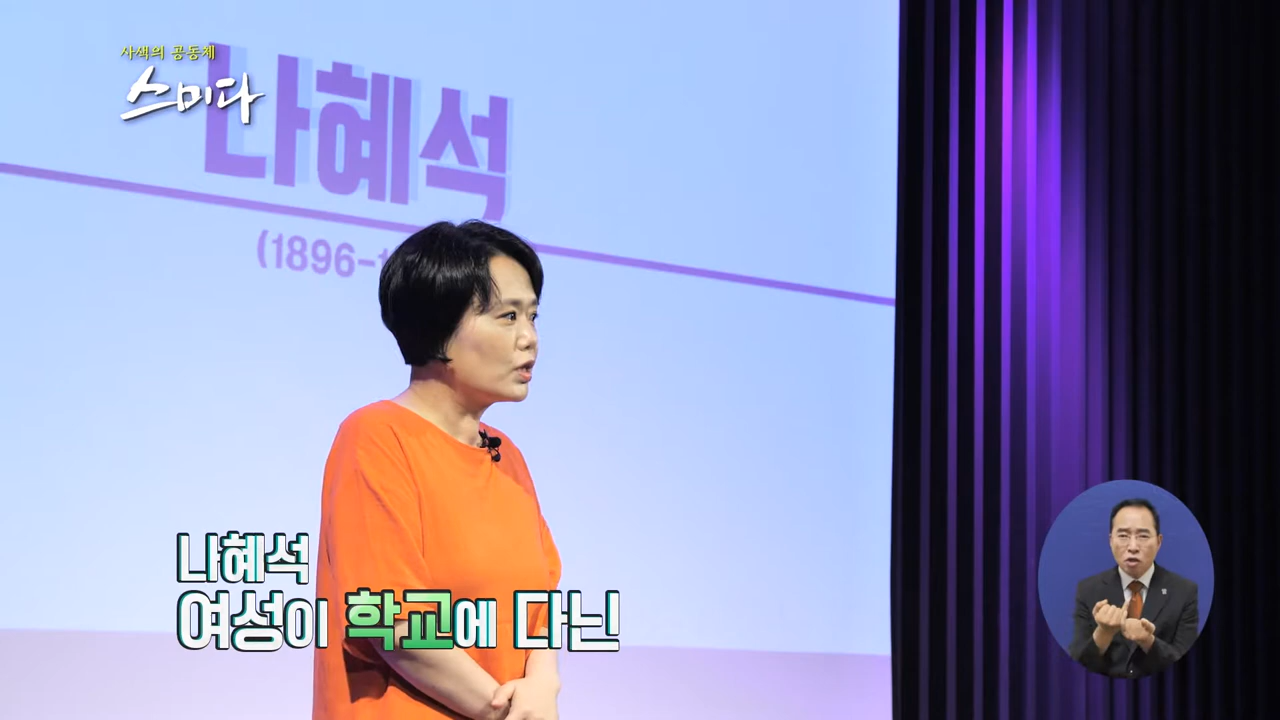 사색의 공동체
스미다
나혜석
(1896-1
나혜석
여성이 학교에 다닌